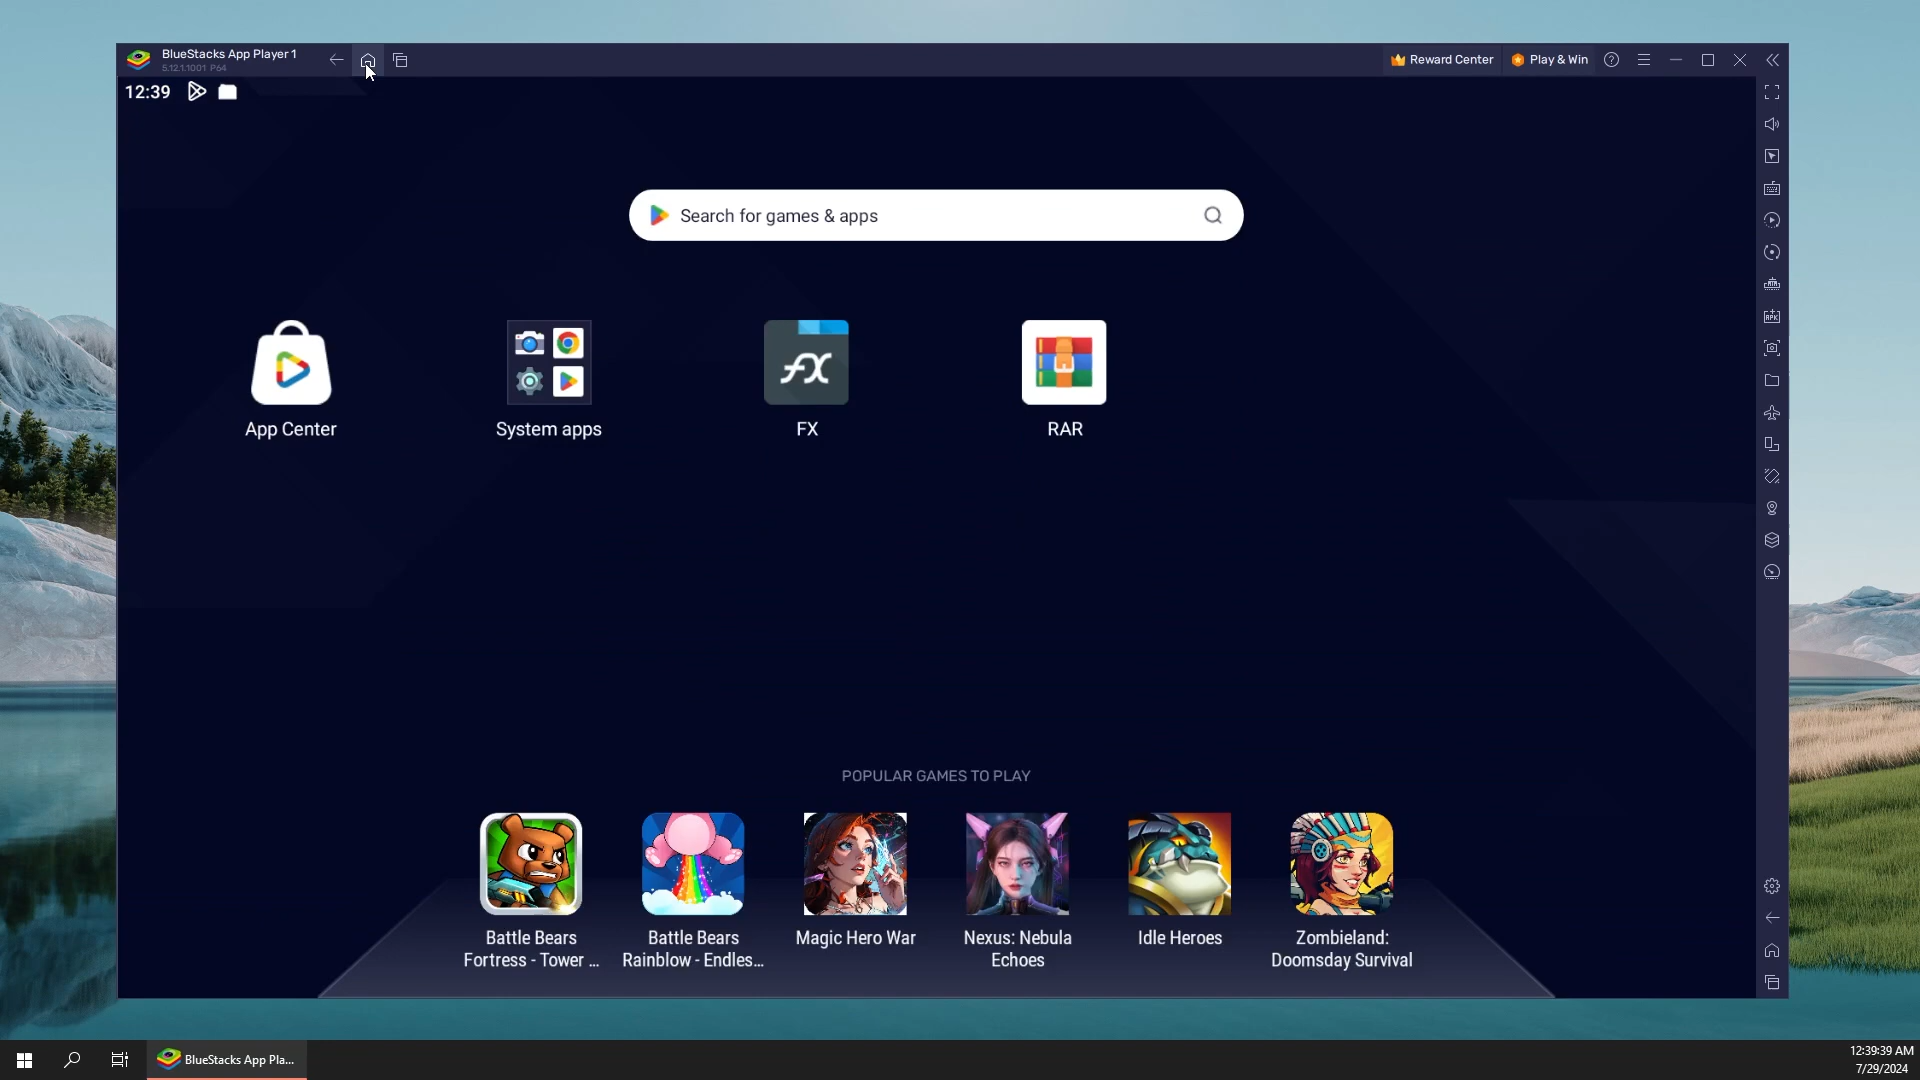 BlueStacks App Player 1
5.12.1.1001 P64
Reward Center
Play & Win
12:39
Search for games & apps
App Center
System apps
FX
RAR
POPULAR GAMES TO PLAY
Battle Bears
Fortress - Tower ...
Battle Bears
Rainbow - Endles...
Magic Hero War
Nexus: Nebula
Echoes
Idle Heroes
Zombieland:
Doomsday Survival
BlueStacks App Pla...
12:39:39 AM
7/29/2024